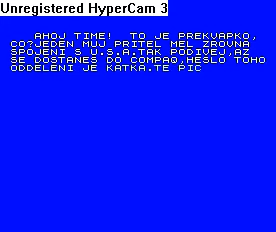 Unregistered HyperCam 3
AHOJ TIME!  TO JE PREKVAPKO,
CO?JEDEN MUJ PRITEL MEL ZROVNA
SPOJENI S U.S.A.TAK PODIVEJ,AZ
SE DOSTANES DO COMPAQ,HESLO TOHO
ODDELENI JE KATKA.TE PIC